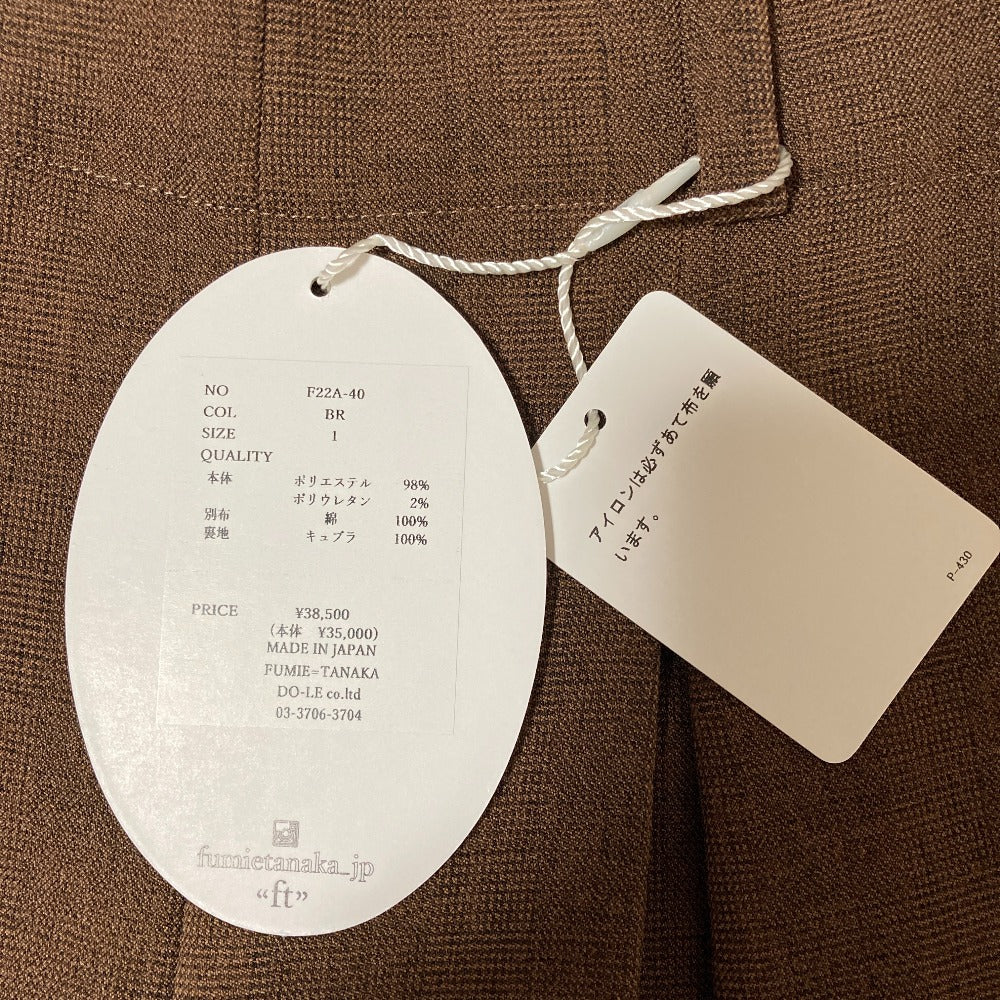 NO F22A-40
COL BR
SIZE 1
QUALITY
本体 ポリエステル 98%
ポリウレタン 2%
別布 綿 100%
裏地 キュプラ 100%
PRICE ¥38,500
(本体 ¥35,000)
MADE IN JAPAN
FUMIE=TANAKA
DO-LE co.ltd
03-3706-3704
fumietanaka_jp
“ft”
アイロンは必ずあて布を願
います。
P-430